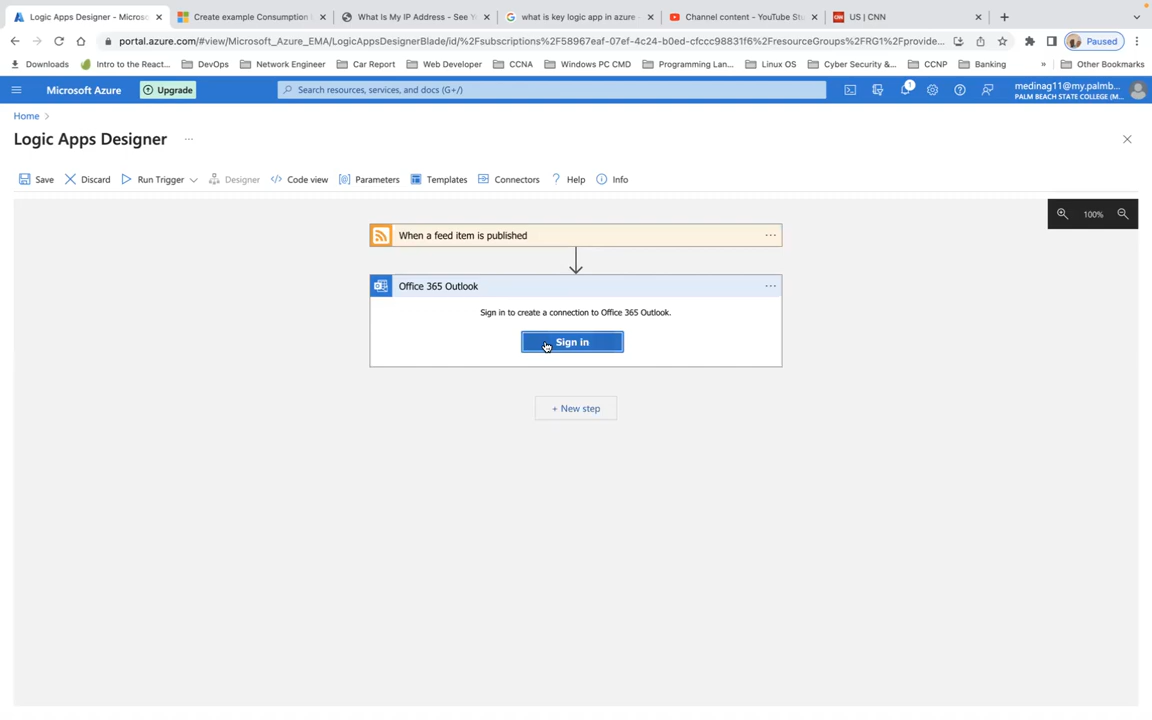 Logic Apps Designer - Micros
Create example Consumption
What Is My IP Address - See Y
what is key logic app in azure -
Channel content - YouTube Stu
US | CNN
portal.azure.com/#view/Microsoft_Azure_EMA/LogicAppsDesignerBlade/id/%2Fsubscriptions%2F58967eaf-07ef-4c24-b0ed-cfccc98831f6%2FresourceGroups%2FRG1%2Fprovide...
Paused
Downloads
Intro to the React...
DevOps
Network Engineer
Car Report
Web Developer
CCNA
Windows PC CMD
Programming Lan...
Linux OS
Cyber Security &...
CCNP
Banking
»
Other Bookmarks
Microsoft Azure
Upgrade
Search resources, services, and docs (G+/)
1
medinag11@my.palmb...
PALM BEACH STATE COLLEGE (M...
Home >
Logic Apps Designer ...
Save
Discard
Run Trigger
Designer
Code view
Parameters
Templates
Connectors
Help
Info
100%
When a feed item is published
Office 365 Outlook
Sign in to create a connection to Office 365 Outlook.
Sign in
+ New step